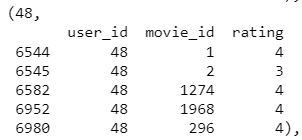 (48,
user_id movie_id rating
6544 48 1 4
6545 48 2 3
6582 48 1274 4
6952 48 1968 4
6980 48 296 4),